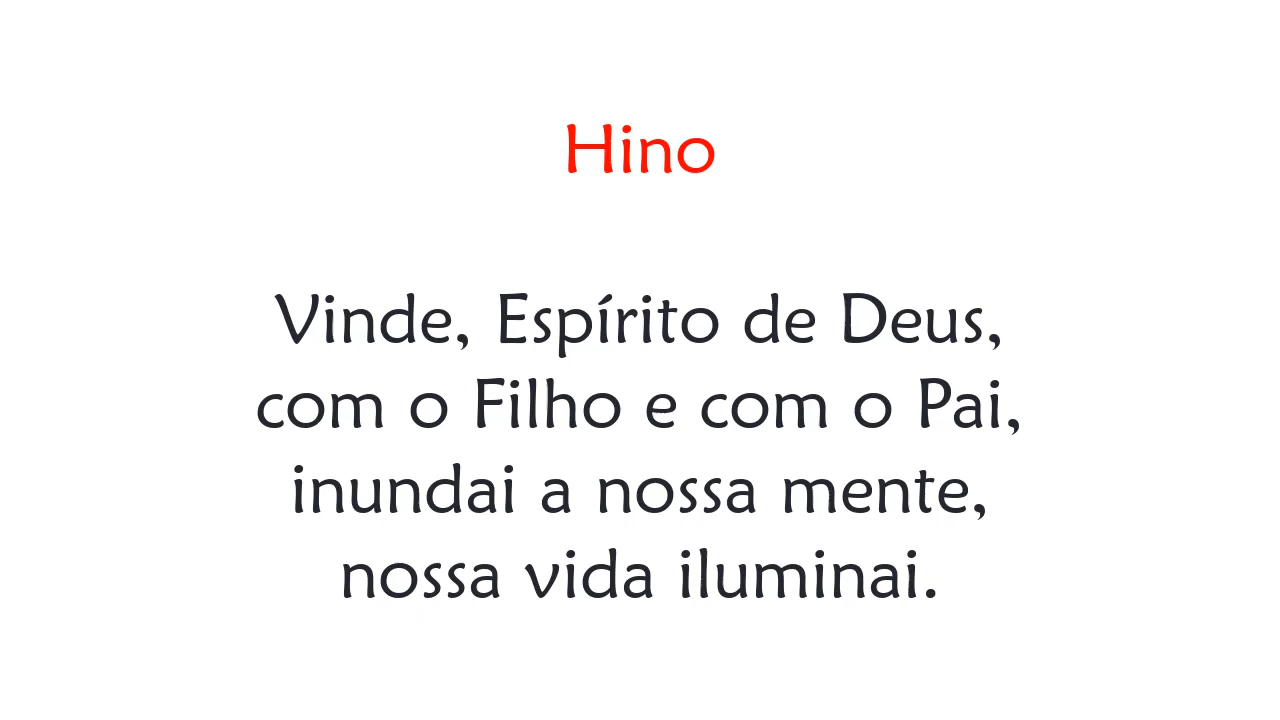 Hino
Vinde, Espírito de Deus,
com o Filho e com o Pai,
inundai a nossa mente,
nossa vida iluminai.